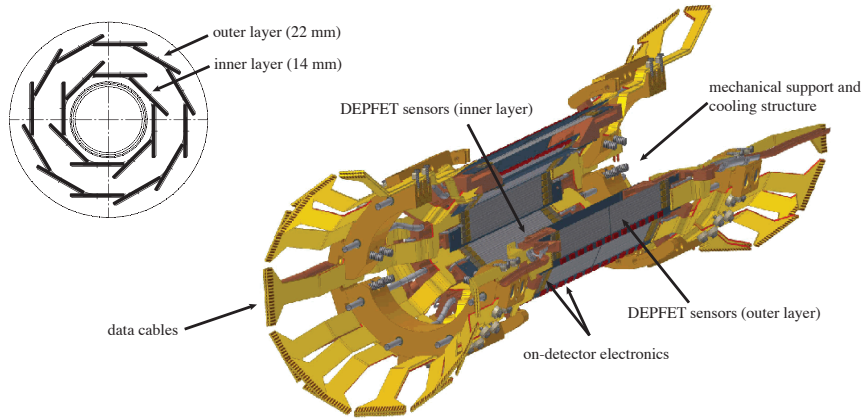 outer layer (22 mm)
inner layer (14 mm)
DEPFET sensors (inner layer)
mechanical support and
cooling structure
DEPFET sensors (outer layer)
data cables
on-detector electronics